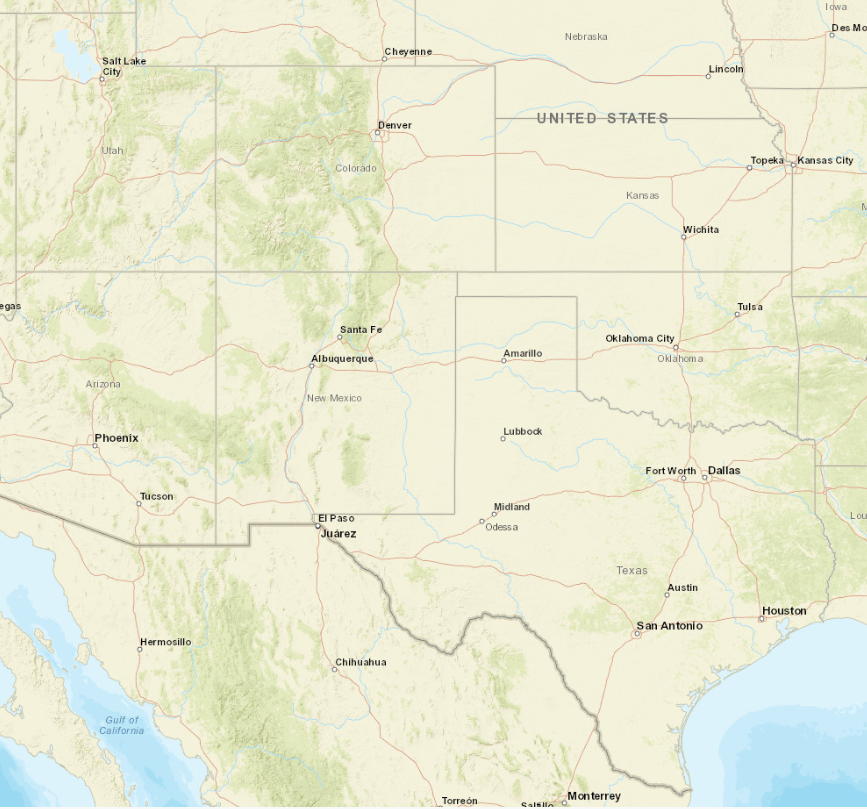 Iowa
Nebraska
Des Mo
Cheyenne
Salt Lake
City
Lincoln
UNITED STATES
Denver
Utah
Colorado
Topeka
Kansas City
Kansas
Wichita
egas
Tulsa
Santa Fe
Oklahoma City
Albuquerque
Amarillo
Oklahoma
Arizona
New Mexico
Phoenix
Lubbock
Fort Worth
Dallas
Tucson
Midland
El Paso
Odessa
Lou
Juárez
Texas
Austin
Houston
San Antonio
Hermosillo
Chihuahua
Gulf of
California
Torreón
Saltillo
Monterrey